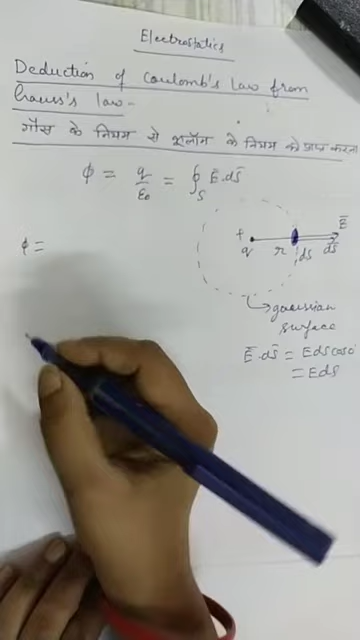 Electrostatics
Deduction of Coulomb's Law from
Gauss's law-
गौस के नियम से कूलॉम के नियम को प्राप्त करना
ϕ = q/ε₀ = ∮_S E̅.dS̅
E̅
+
q r ds dS̅
gaussian
surface
ϕ =
E̅.dS̅ = Eds cos0
= Eds